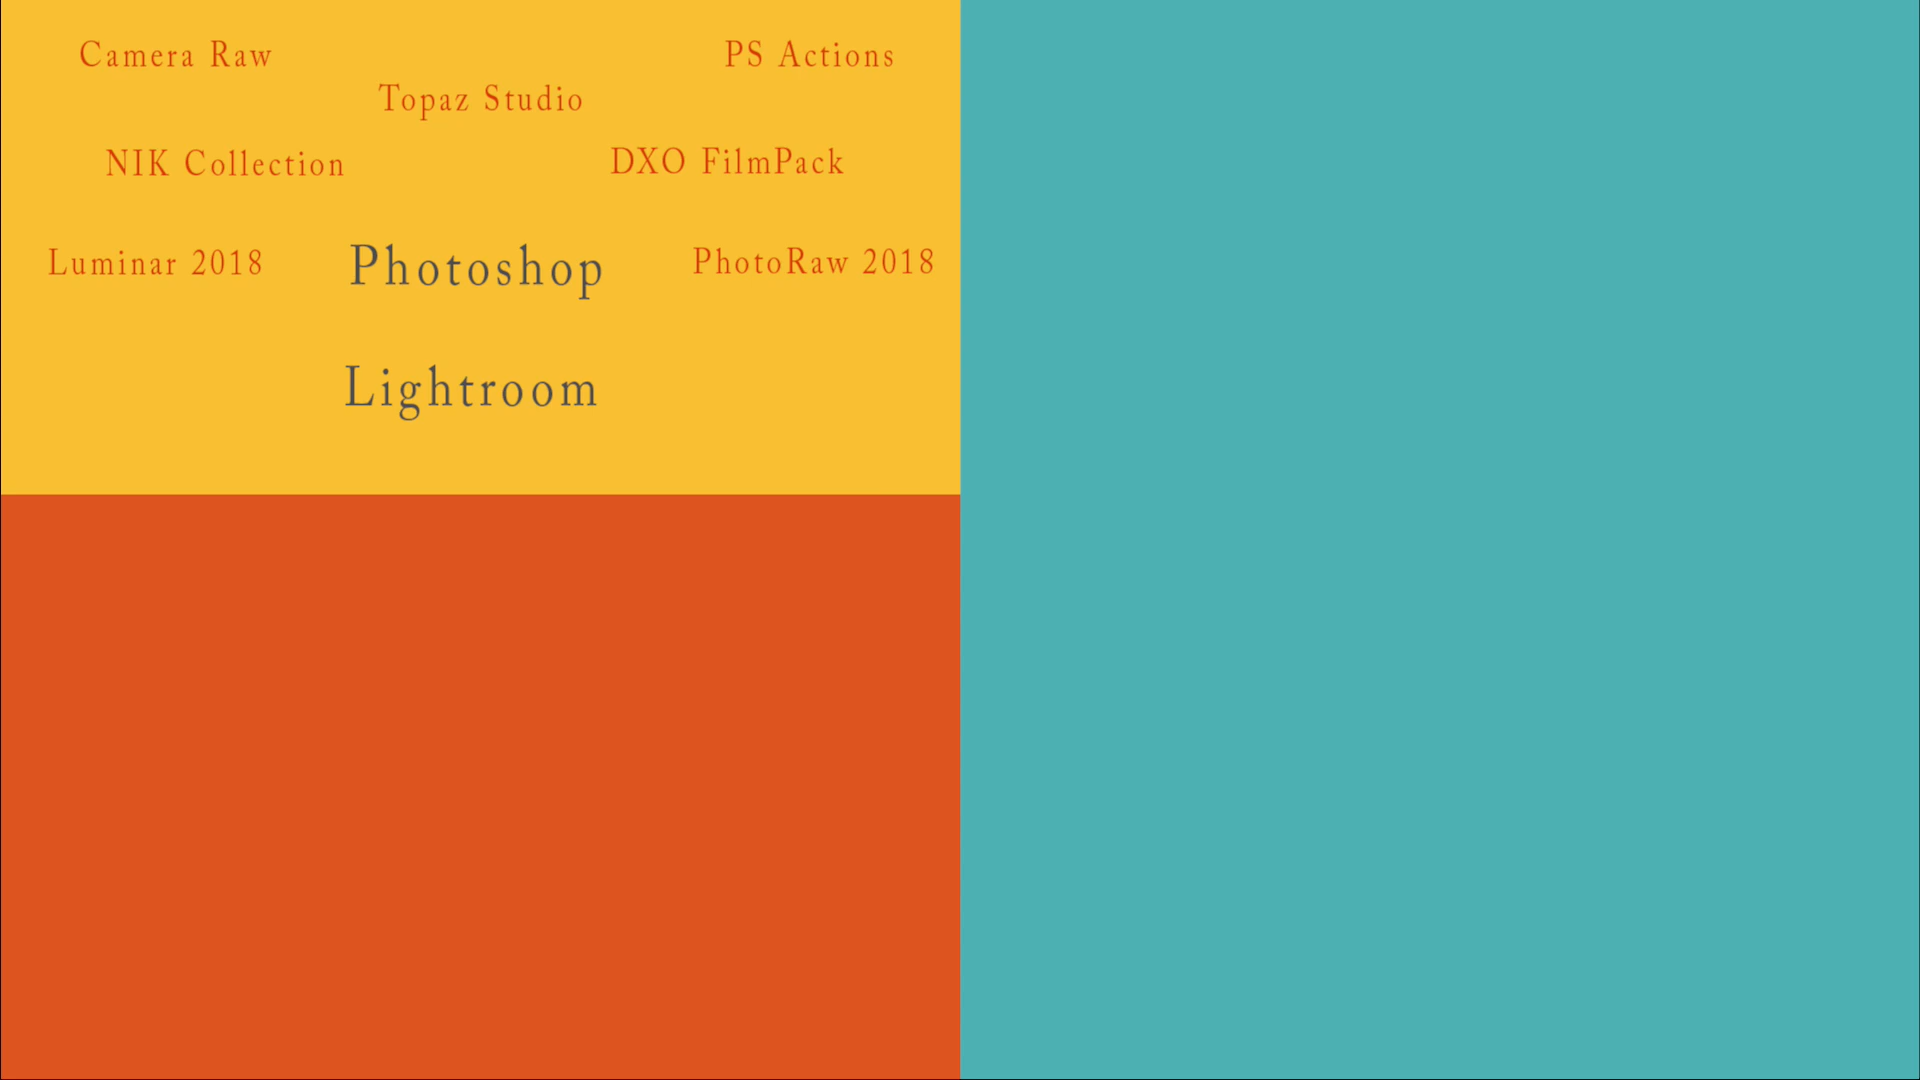 Camera Raw
PS Actions
Topaz Studio
NIK Collection
DXO FilmPack
Luminar 2018
Photoshop
PhotoRaw 2018
Lightroom